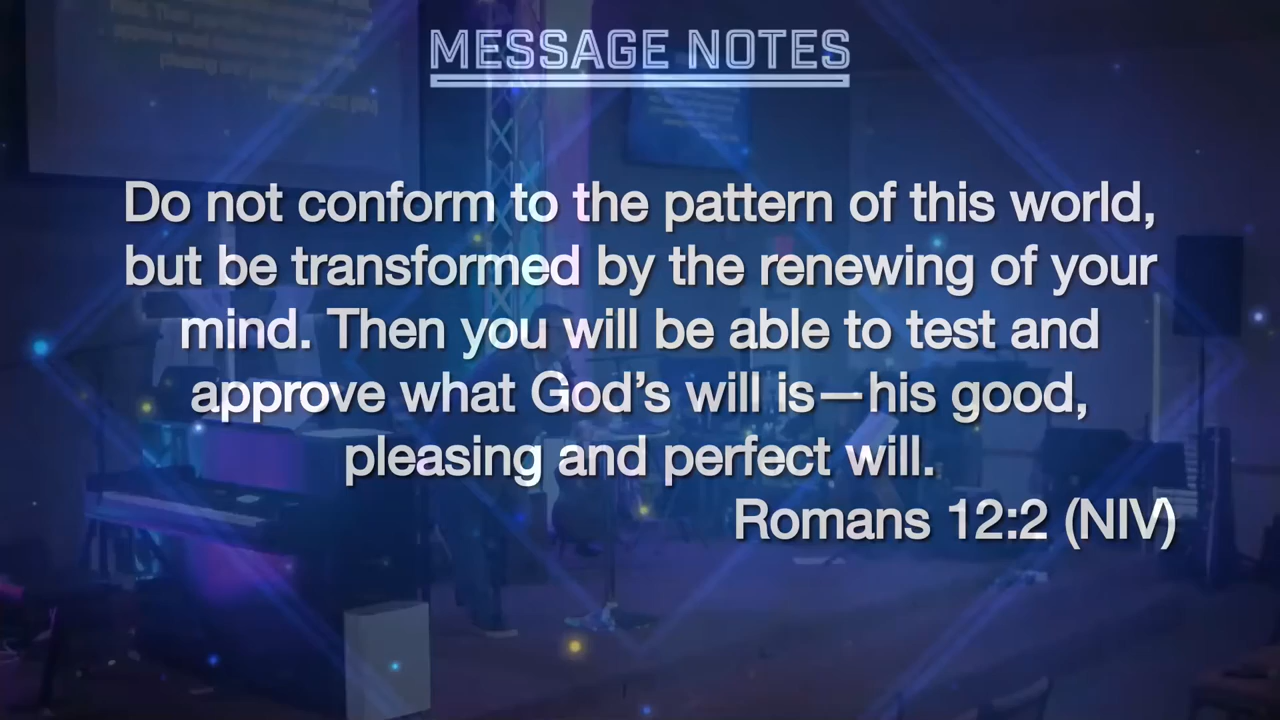 MESSAGE NOTES
Do not conform to the pattern of this world,
but be transformed by the renewing of your
mind. Then you will be able to test and
approve what God’s will is—his good,
pleasing and perfect will.
Romans 12:2 (NIV)